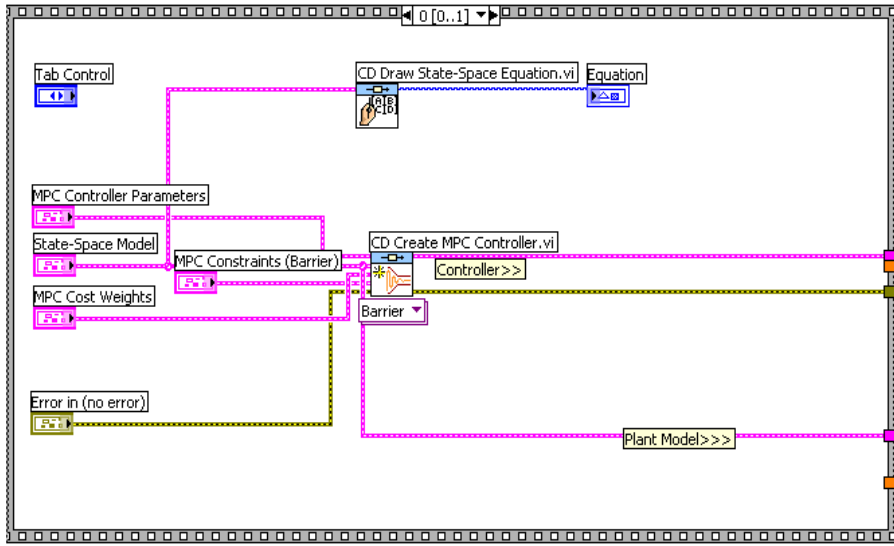 0 [0..1]
Tab Control
CD Draw State-Space Equation.vi
Equation
MPC Controller Parameters
State-Space Model
MPC Constraints (Barrier)
CD Create MPC Controller.vi
Controller>>
MPC Cost Weights
Barrier
Error in (no error)
Plant Model>>>